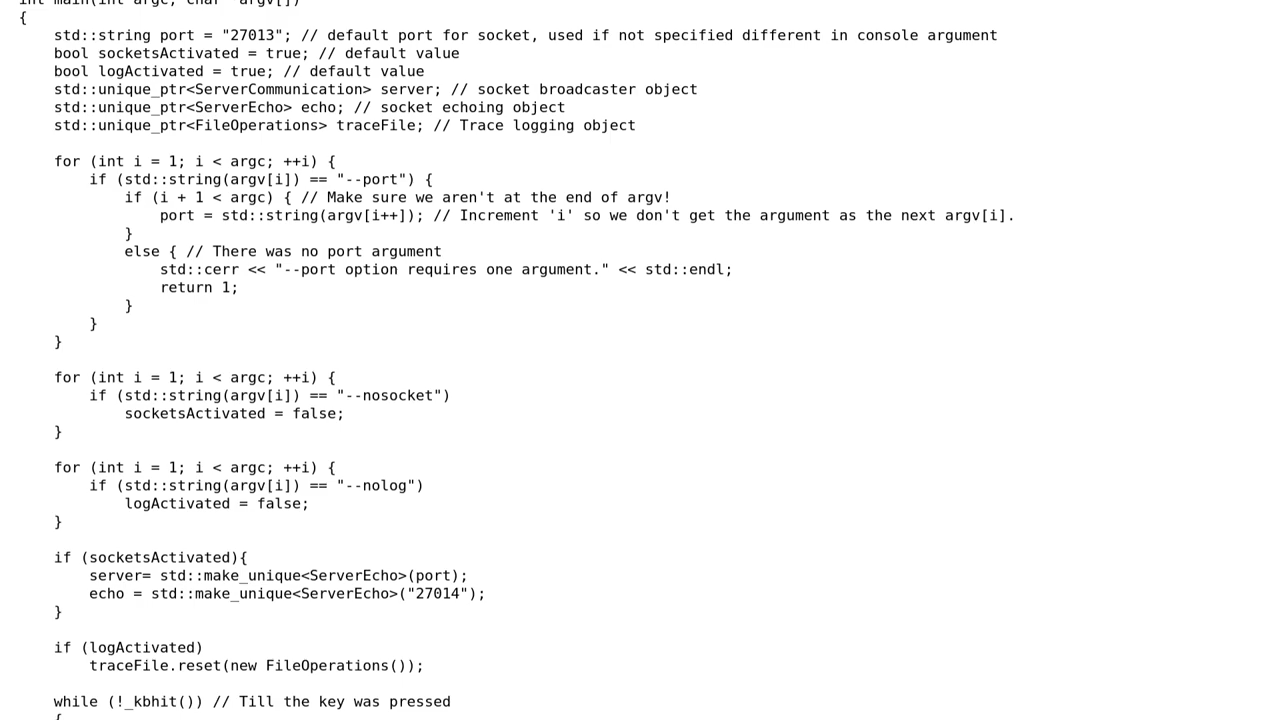 int main(int argc, char* argv[])
{
    std::string port = "27013"; // default port for socket, used if not specified different in console argument
    bool socketsActivated = true; // default value
    bool logActivated = true; // default value
    std::unique_ptr<ServerCommunication> server; // socket broadcaster object
    std::unique_ptr<ServerEcho> echo; // socket echoing object
    std::unique_ptr<FileOperations> traceFile; // Trace logging object

    for (int i = 1; i < argc; ++i) {
        if (std::string(argv[i]) == "--port") {
            if (i + 1 < argc) { // Make sure we aren't at the end of argv!
                port = std::string(argv[i++]); // Increment 'i' so we don't get the argument as the next argv[i].
            }
            else { // There was no port argument
                std::cerr << "--port option requires one argument." << std::endl;
                return 1;
            }
        }
    }

    for (int i = 1; i < argc; ++i) {
        if (std::string(argv[i]) == "--nosocket")
            socketsActivated = false;
    }

    for (int i = 1; i < argc; ++i) {
        if (std::string(argv[i]) == "--nolog")
            logActivated = false;
    }

    if (socketsActivated){
        server= std::make_unique<ServerEcho>(port);
        echo = std::make_unique<ServerEcho>("27014");
    }

    if (logActivated)
        traceFile.reset(new FileOperations());

    while (!_kbhit()) // Till the key was pressed
    {